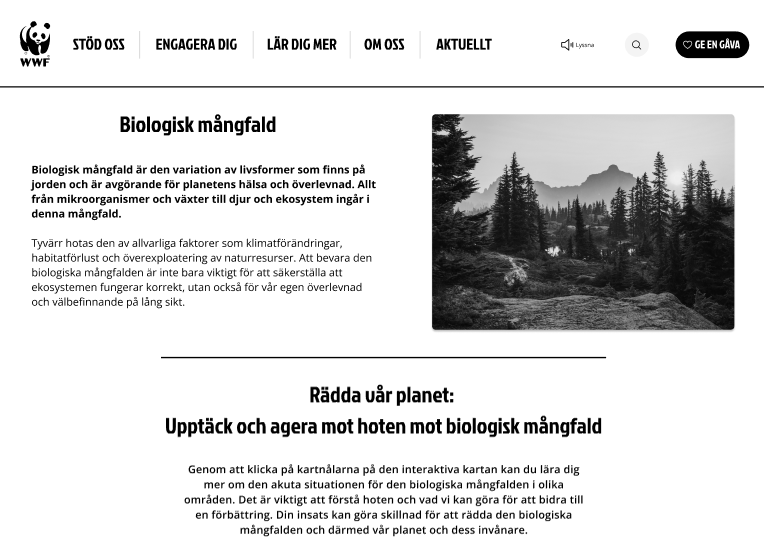 WWF
STÖD OSS
ENGAGERA DIG
LÄR DIG MER
OM OSS
AKTUELLT
Lyssna
GE EN GÅVA
Biologisk mångfald
Biologisk mångfald är den variation av livsformer som finns på
jorden och är avgörande för planetens hälsa och överlevnad. Allt
från mikroorganismer och växter till djur och ekosystem ingår i
denna mångfald.
Tyvärr hotas den av allvarliga faktorer som klimatförändringar,
habitatförlust och överexploatering av naturresurser. Att bevara den
biologiska mångfalden är inte bara viktigt för att säkerställa att
ekosystemen fungerar korrekt, utan också för vår egen överlevnad
och välbefinnande på lång sikt.
Rädda vår planet:
Upptäck och agera mot hoten mot biologisk mångfald
Genom att klicka på kartnålarna på den interaktiva kartan kan du lära dig
mer om den akuta situationen för den biologiska mångfalden i olika
områden. Det är viktigt att förstå hoten och vad vi kan göra för att bidra till
en förbättring. Din insats kan göra skillnad för att rädda den biologiska
mångfalden och därmed vår planet och dess invånare.